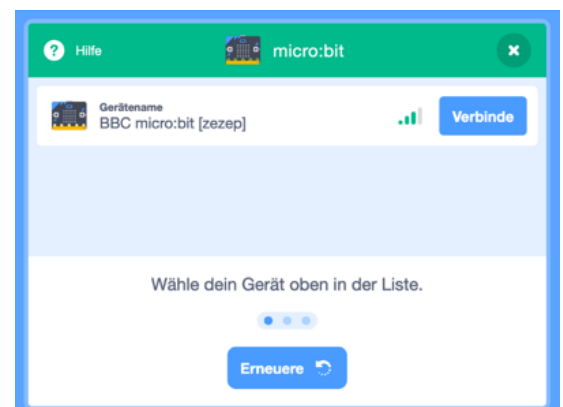 ? Hilfe micro:bit
Gerätename
BBC micro:bit [zezep]
Verbinde
Wähle dein Gerät oben in der Liste.
Erneuere